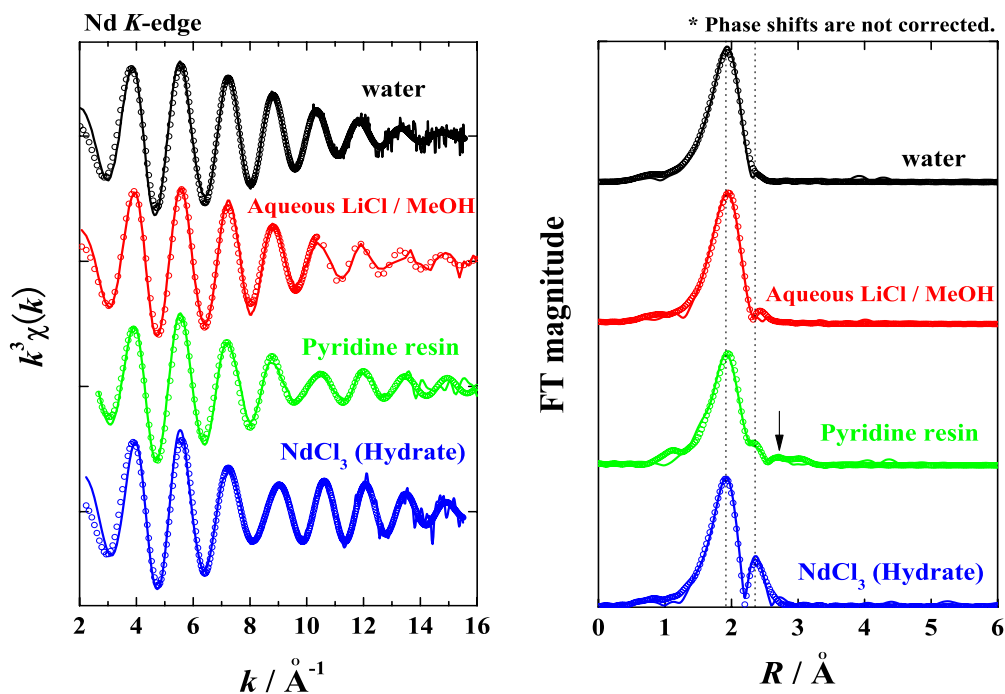 Nd K-edge
* Phase shifts are not corrected.
water
Aqueous LiCl / MeOH
Pyridine resin
NdCl₃ (Hydrate)
k³χ(k)
2 4 6 8 10 12 14 16
k / Å⁻¹
water
Aqueous LiCl / MeOH
Pyridine resin
NdCl₃ (Hydrate)
FT magnitude
0 1 2 3 4 5 6
R / Å